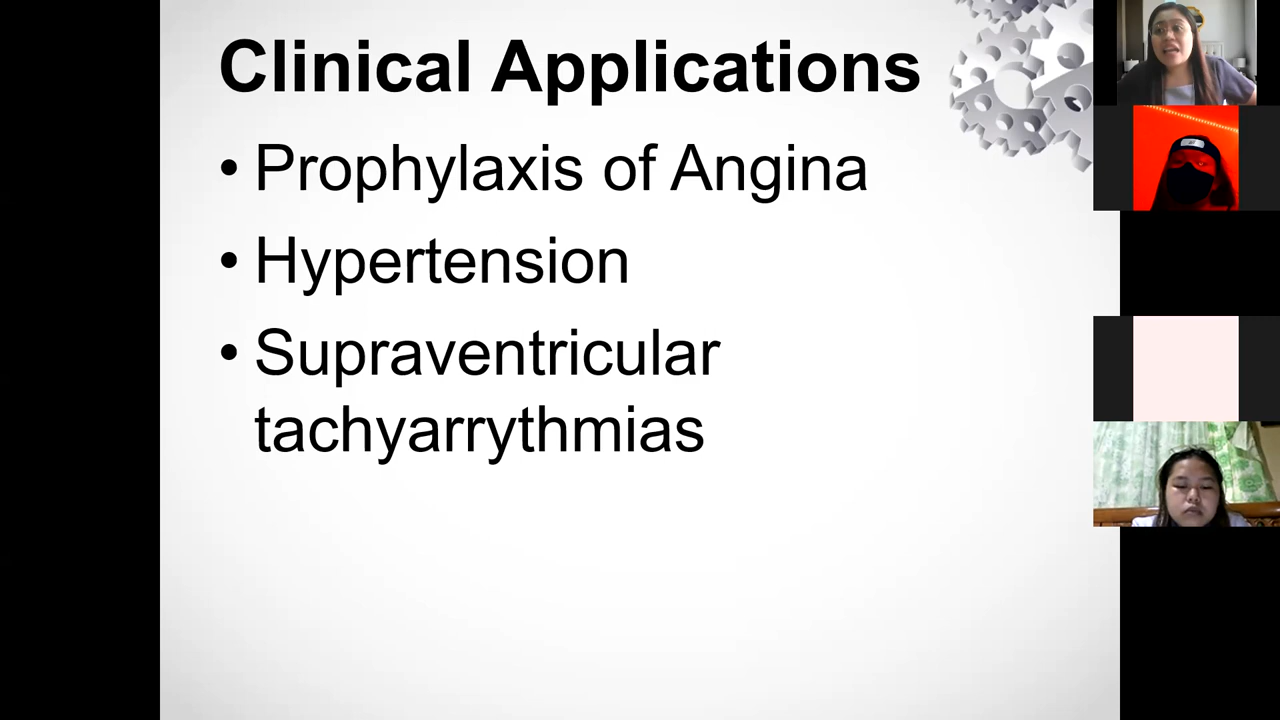 Clinical Applications
• Prophylaxis of Angina
• Hypertension
• Supraventricular
tachyarrythmias